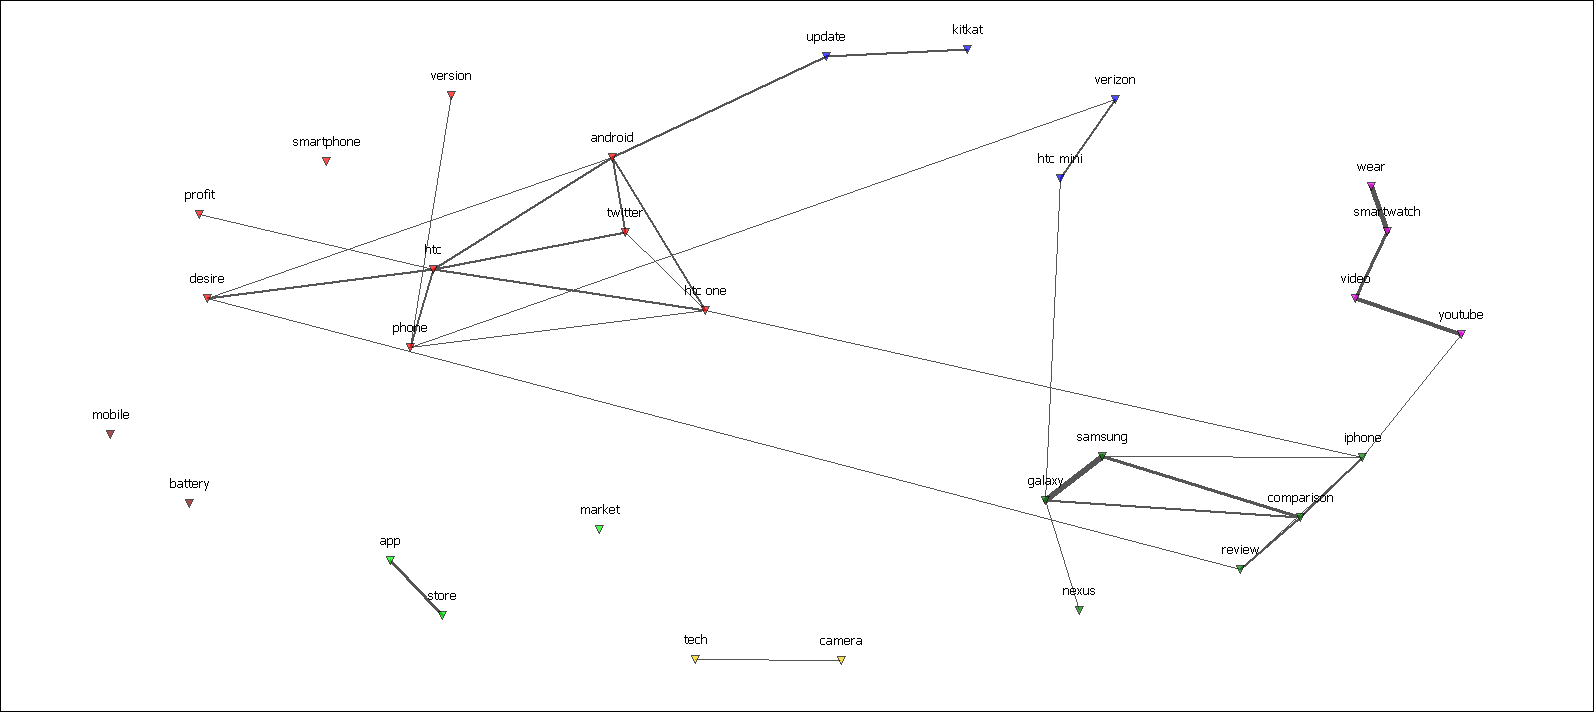 kitkat
update
version
verizon
android
smartphone
htc mini
wear
profit
twitter
smartwatch
htc
desire
video
htc one
youtube
phone
mobile
samsung
iphone
battery
galaxy
comparison
market
app
review
store
nexus
tech
camera